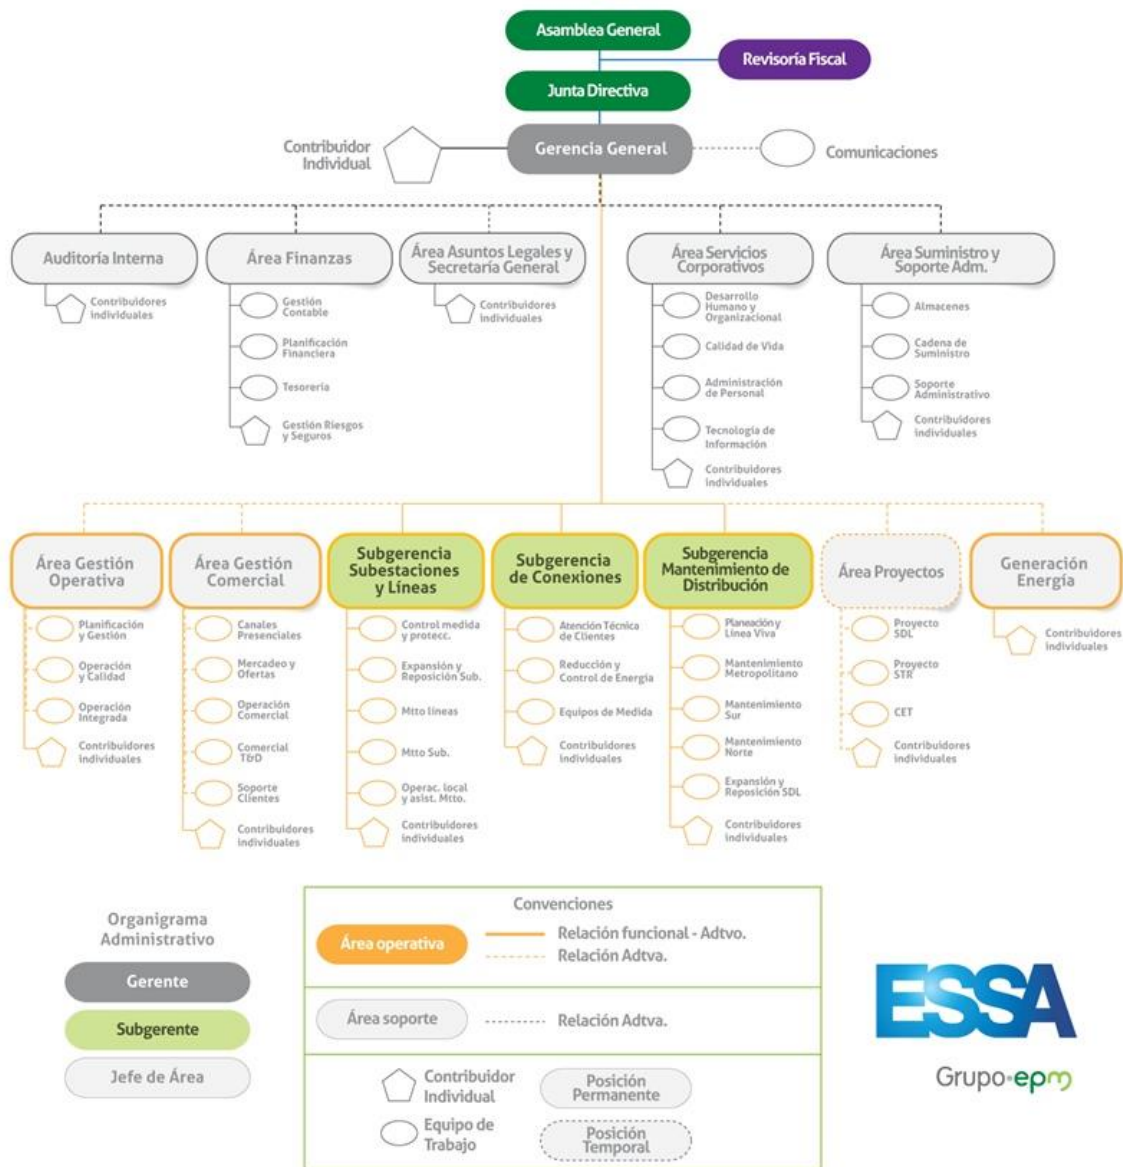 Asamblea General
Revisoría Fiscal
Junta Directiva
Contribuidor
Individual
Gerencia General
Comunicaciones
Auditoría Interna
Contribuidores
individuales
Área Finanzas
Gestión
Contable
Planificación
Financiera
Tesorería
Gestión Riesgos
y Seguros
Área Asuntos Legales y
Secretaría General
Contribuidores
individuales
Área Servicios
Corporativos
Desarrollo
Humano y
Organizacional
Calidad de Vida
Administración
de Personal
Tecnología de
Información
Contribuidores
individuales
Área Suministro y
Soporte Adm.
Almacenes
Cadena de
Suministro
Soporte
Administrativo
Contribuidores
individuales
Área Gestión
Operativa
Planificación
y Gestión
Operación
y Calidad
Operación
Integrada
Contribuidores
individuales
Área Gestión
Comercial
Canales
Presenciales
Mercadeo y
Ofertas
Operación
Comercial
Comercial
T&D
Soporte
Clientes
Contribuidores
individuales
Subgerencia
Subestaciones
y Líneas
Control medida
y protecc.
Expansión y
Reposición Sub.
Mtto líneas
Mtto Sub.
Operac. local
y asist. Mtto.
Contribuidores
individuales
Subgerencia
de Conexiones
Atención Técnica
de Clientes
Reducción y
Control de Energía
Equipos de Medida
Contribuidores
individuales
Subgerencia
Mantenimiento de
Distribución
Planeación y
Línea Viva
Mantenimiento
Metropolitano
Mantenimiento
Sur
Mantenimiento
Norte
Expansión y
Reposición SDL
Contribuidores
individuales
Área Proyectos
Proyecto
SDL
Proyecto
STR
CET
Contribuidores
individuales
Generación
Energía
Contribuidores
individuales
Organigrama
Administrativo
Gerente
Subgerente
Jefe de Área
Convenciones
Área operativa
Relación funcional - Adtvo.
Relación Adtva.
Área soporte
Relación Adtva.
Contribuidor
Individual
Posición
Permanente
Equipo de
Trabajo
Posición
Temporal
ESSA
Grupo·epm